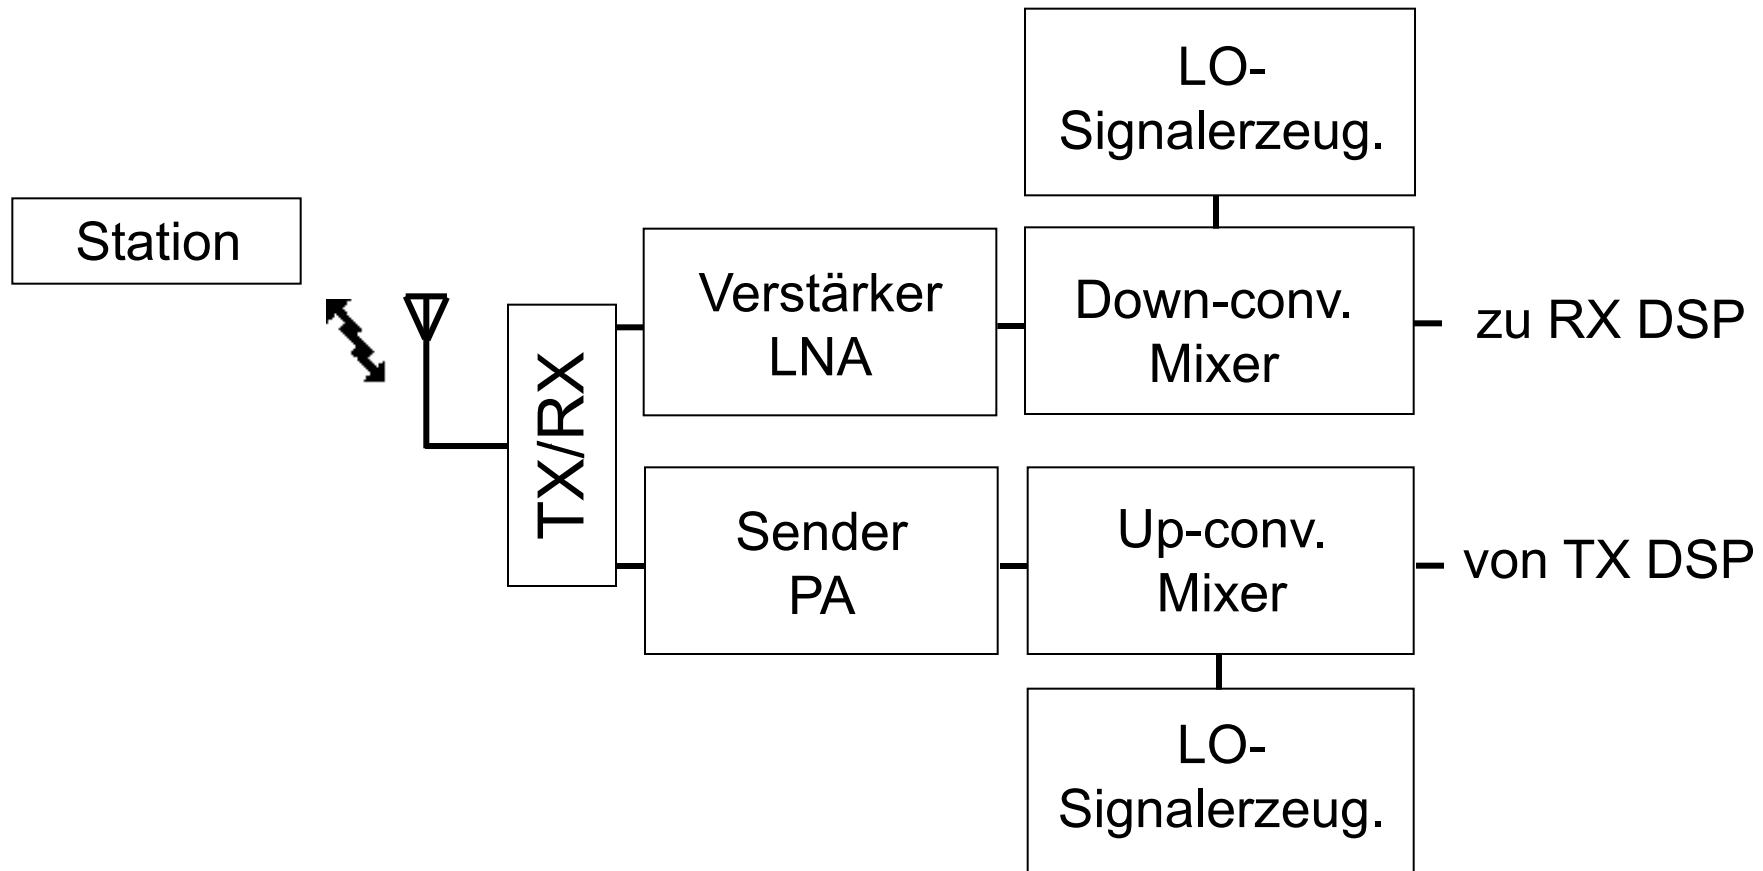 LO-
Signalerzeug.
Station
Verstärker
LNA
Down-conv.
Mixer
zu RX DSP
TX/RX
Sender
PA
Up-conv.
Mixer
von TX DSP
LO-
Signalerzeug.